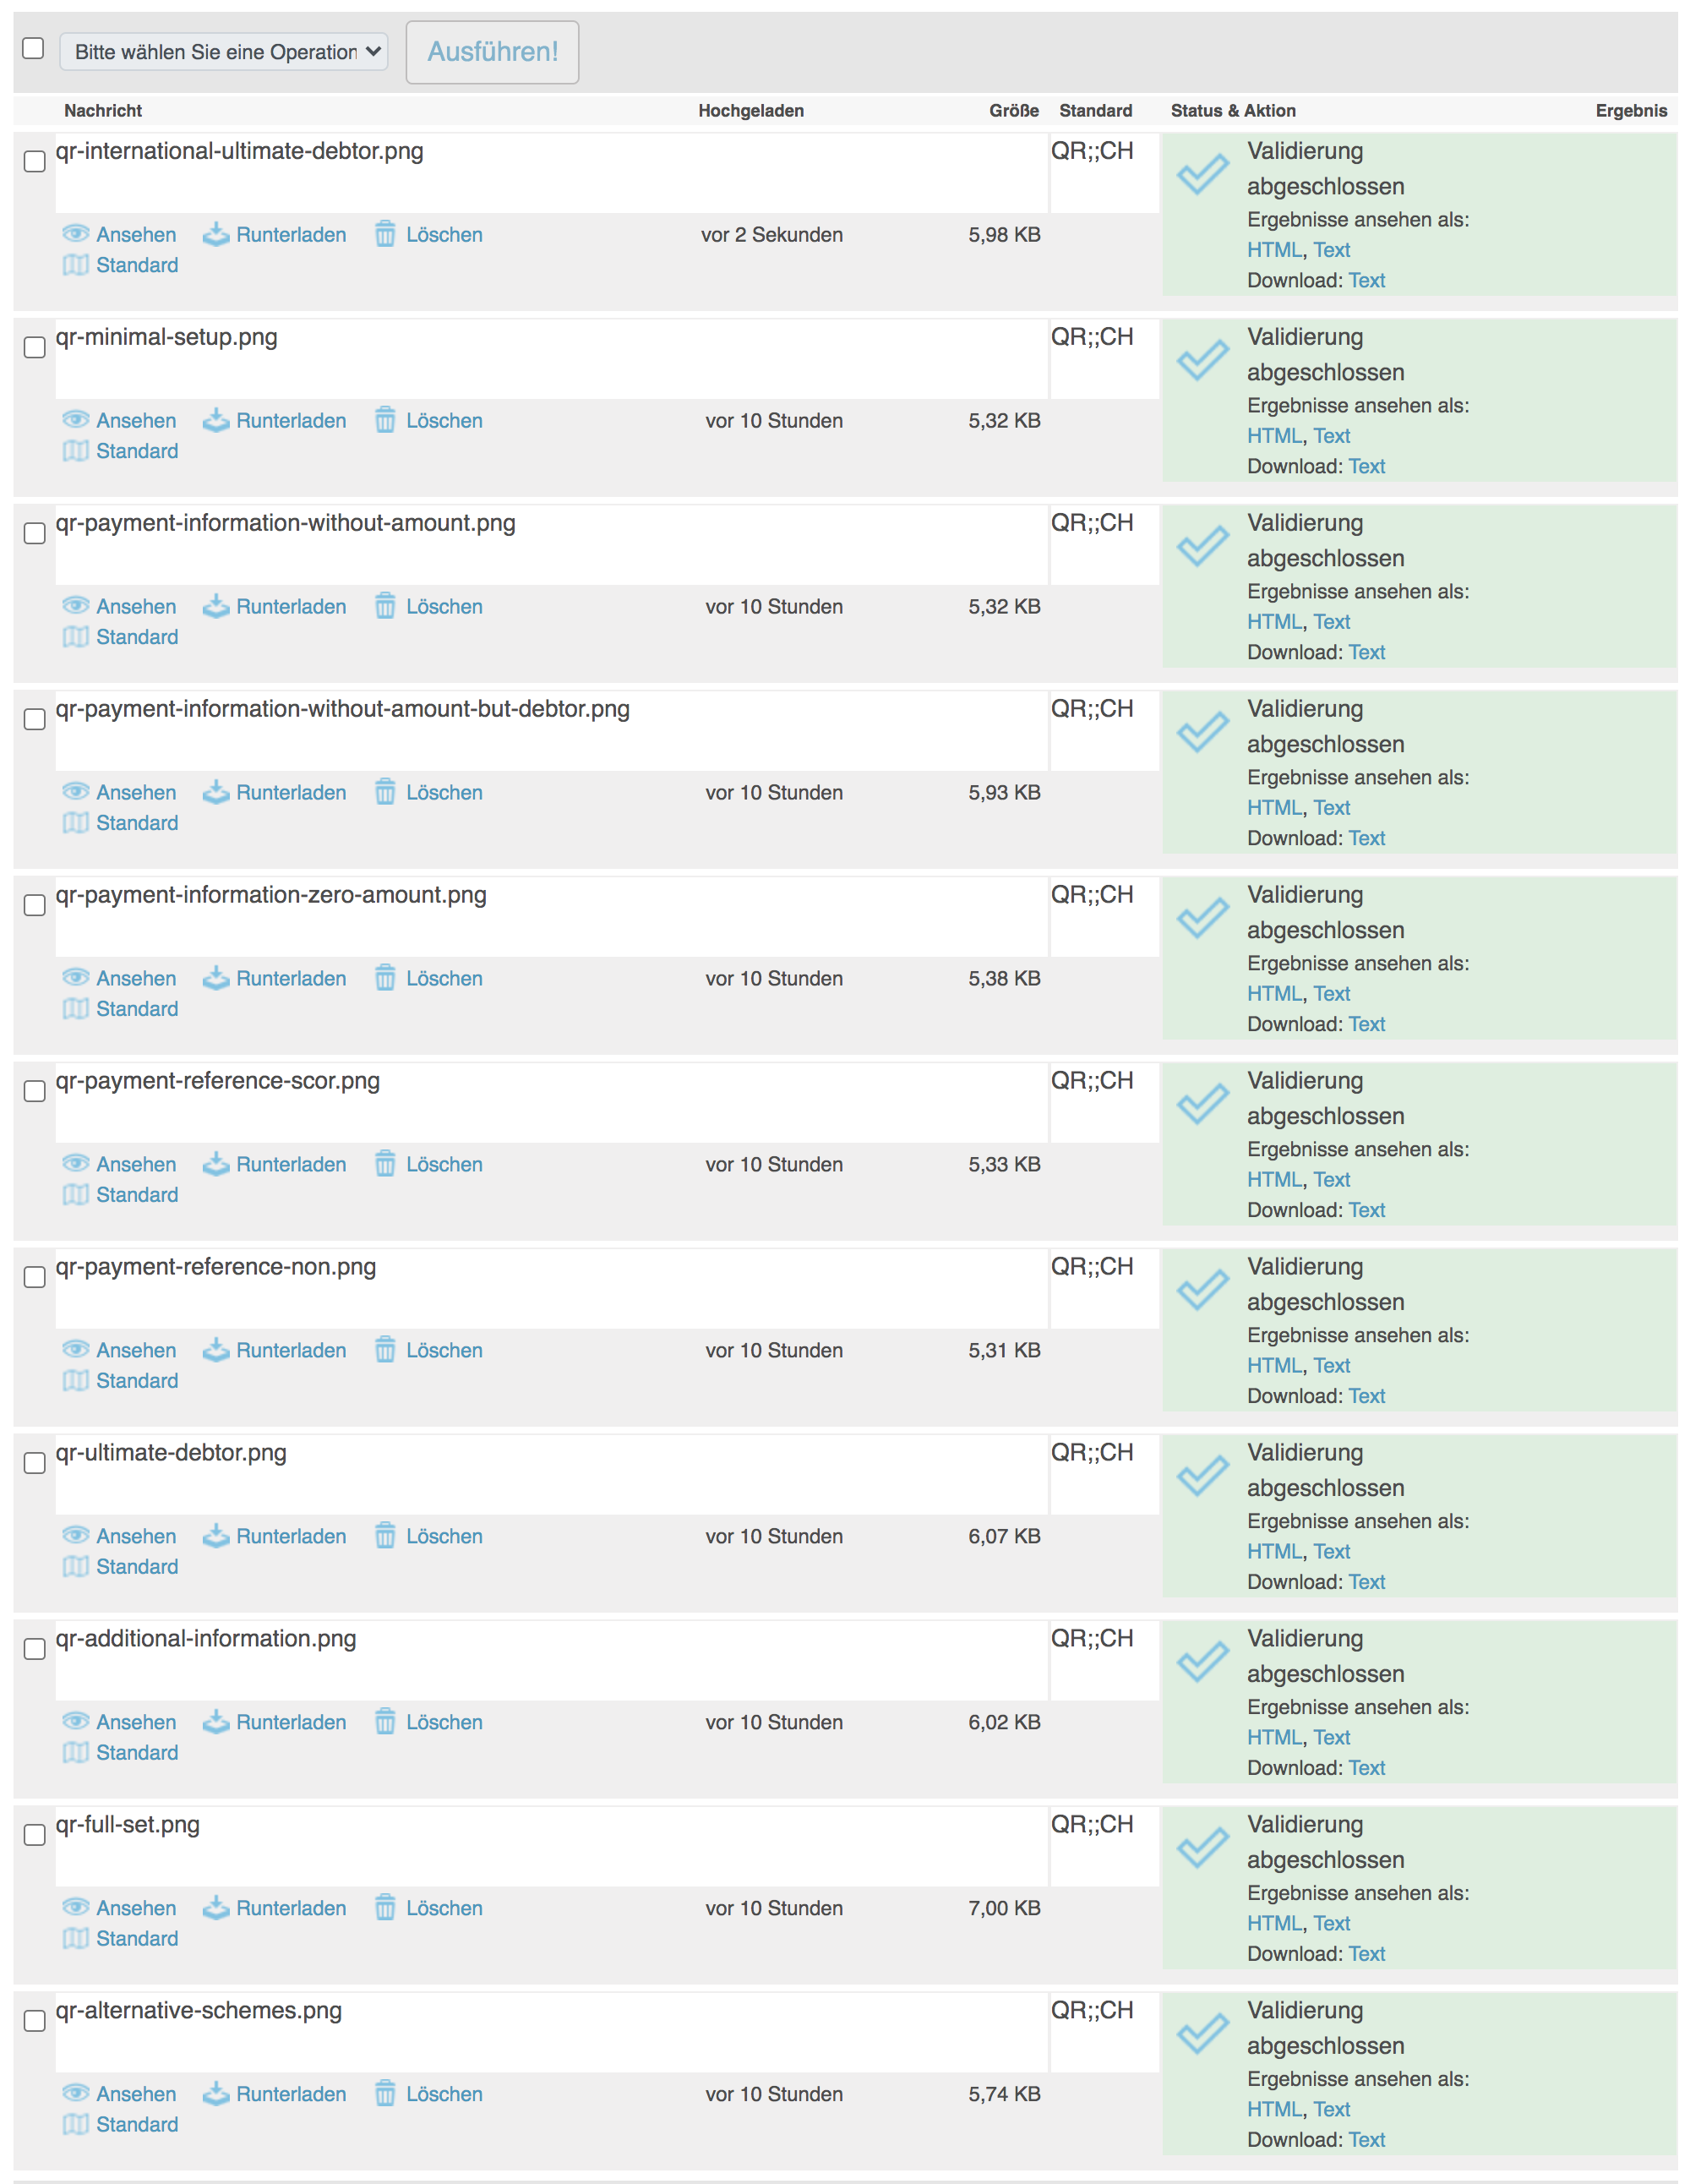 Bitte wählen Sie eine Operation Ausführen!
Nachricht Hochgeladen Größe Standard Status & Aktion Ergebnis
qr-international-ultimate-debtor.png QR;;CH Validierung
abgeschlossen
Ergebnisse ansehen als:
Ansehen Runterladen Löschen vor 2 Sekunden 5,98 KB HTML, Text
Standard Download: Text
qr-minimal-setup.png QR;;CH Validierung
abgeschlossen
Ergebnisse ansehen als:
Ansehen Runterladen Löschen vor 10 Stunden 5,32 KB HTML, Text
Standard Download: Text
qr-payment-information-without-amount.png QR;;CH Validierung
abgeschlossen
Ergebnisse ansehen als:
Ansehen Runterladen Löschen vor 10 Stunden 5,32 KB HTML, Text
Standard Download: Text
qr-payment-information-without-amount-but-debtor.png QR;;CH Validierung
abgeschlossen
Ergebnisse ansehen als:
Ansehen Runterladen Löschen vor 10 Stunden 5,93 KB HTML, Text
Standard Download: Text
qr-payment-information-zero-amount.png QR;;CH Validierung
abgeschlossen
Ergebnisse ansehen als:
Ansehen Runterladen Löschen vor 10 Stunden 5,38 KB HTML, Text
Standard Download: Text
qr-payment-reference-scor.png QR;;CH Validierung
abgeschlossen
Ergebnisse ansehen als:
Ansehen Runterladen Löschen vor 10 Stunden 5,33 KB HTML, Text
Standard Download: Text
qr-payment-reference-non.png QR;;CH Validierung
abgeschlossen
Ergebnisse ansehen als:
Ansehen Runterladen Löschen vor 10 Stunden 5,31 KB HTML, Text
Standard Download: Text
qr-ultimate-debtor.png QR;;CH Validierung
abgeschlossen
Ergebnisse ansehen als:
Ansehen Runterladen Löschen vor 10 Stunden 6,07 KB HTML, Text
Standard Download: Text
qr-additional-information.png QR;;CH Validierung
abgeschlossen
Ergebnisse ansehen als:
Ansehen Runterladen Löschen vor 10 Stunden 6,02 KB HTML, Text
Standard Download: Text
qr-full-set.png QR;;CH Validierung
abgeschlossen
Ergebnisse ansehen als:
Ansehen Runterladen Löschen vor 10 Stunden 7,00 KB HTML, Text
Standard Download: Text
qr-alternative-schemes.png QR;;CH Validierung
abgeschlossen
Ergebnisse ansehen als:
Ansehen Runterladen Löschen vor 10 Stunden 5,74 KB HTML, Text
Standard Download: Text